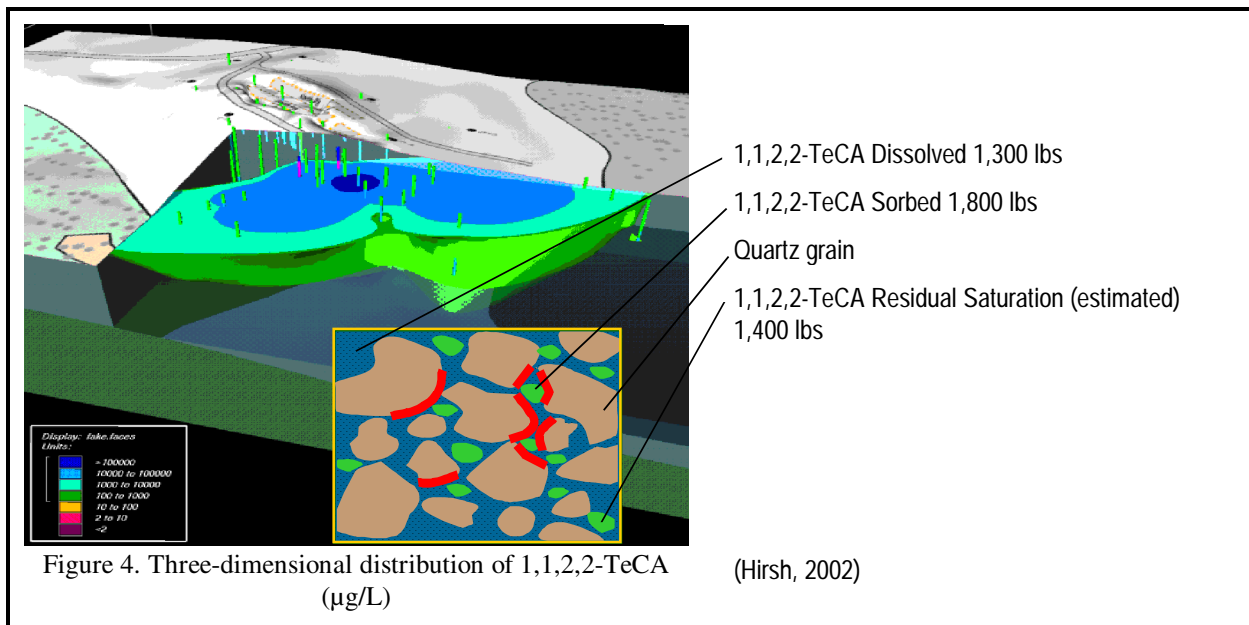 1,1,2,2-TeCA Dissolved 1,300 lbs
1,1,2,2-TeCA Sorbed 1,800 lbs
Quartz grain
1,1,2,2-TeCA Residual Saturation (estimated)
1,400 lbs
Display: fake.faces
Units:
> 100000
10000 to 100000
1000 to 10000
100 to 1000
10 to 100
2 to 10
<2
Figure 4. Three-dimensional distribution of 1,1,2,2-TeCA
(µg/L)
(Hirsh, 2002)